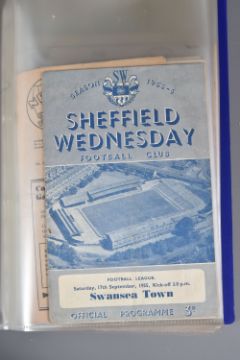 SEASON 1955-6
SW
SHEFFIELD
WEDNESDAY
FOOTBALL CLUB
FOOTBALL LEAGUE
Saturday, 17th September, 1955, Kick-off 3.0 p.m.
Swansea Town
OFFICIAL PROGRAMME 3D